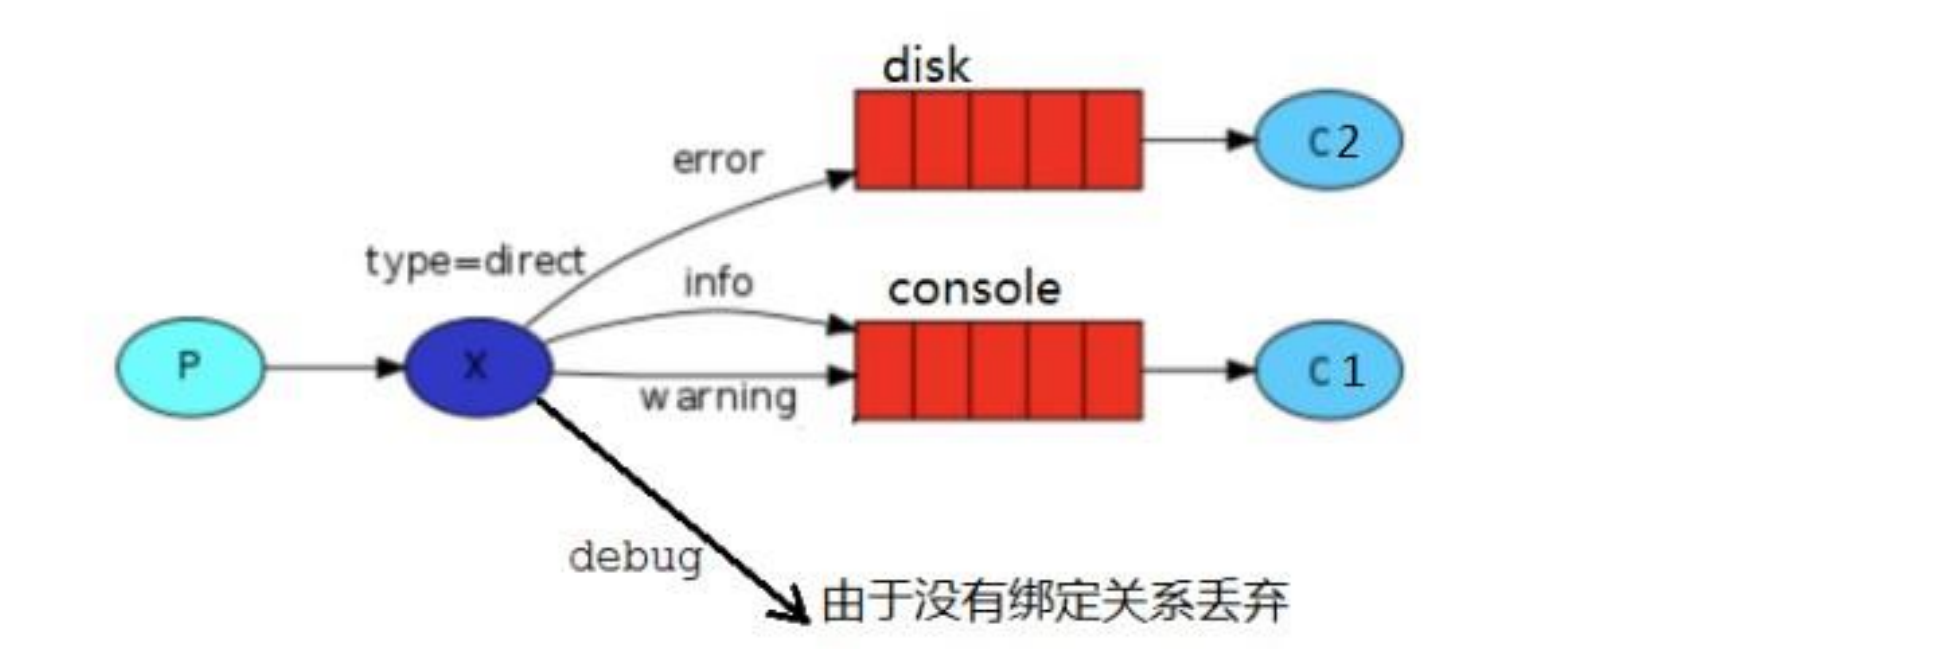 disk
C2
error
type=direct
info
console
P
X
C1
warning
debug
由于没有绑定关系丢弃